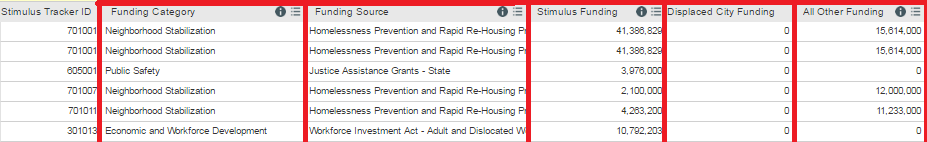 Stimulus Tracker ID Funding Category Funding Source Stimulus Funding Displaced City Funding All Other Funding
701001 Neighborhood Stabilization Homelessness Prevention and Rapid Re-Housing Pr 41,386,829 0 15,614,000
701001 Neighborhood Stabilization Homelessness Prevention and Rapid Re-Housing Pr 41,386,829 0 15,614,000
605001 Public Safety Justice Assistance Grants - State 3,976,000 0 0
701007 Neighborhood Stabilization Homelessness Prevention and Rapid Re-Housing Pr 2,100,000 0 12,000,000
701011 Neighborhood Stabilization Homelessness Prevention and Rapid Re-Housing Pr 4,263,200 0 11,233,000
301013 Economic and Workforce Development Workforce Investment Act - Adult and Dislocated W 10,792,203 0 0